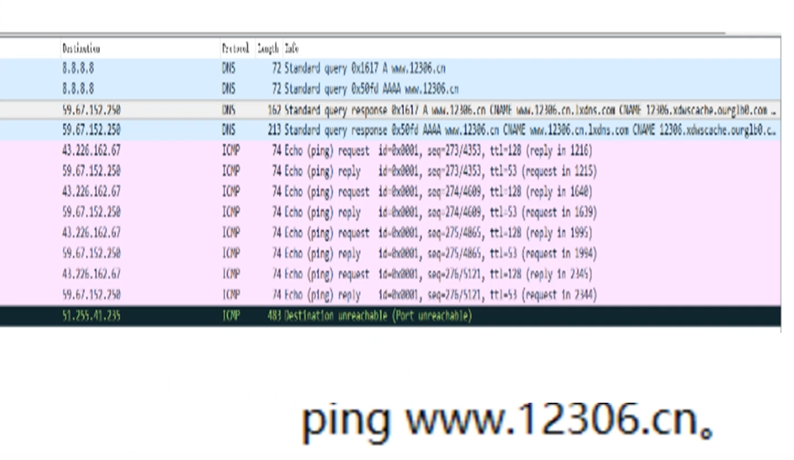 Destination Protocol Length Info
8.8.8.8 DNS 72 Standard query 0x1617 A www.12306.cn
8.8.8.8 DNS 72 Standard query 0x50fd AAAA www.12306.cn
59.67.152.250 DNS 162 Standard query response 0x1617 A www.12306.cn CNAME www.12306.cn.lxdns.com CNAME 12306.xdwscache.ourglb0.com …
59.67.152.250 DNS 213 Standard query response 0x50fd AAAA www.12306.cn CNAME www.12306.cn.lxdns.com CNAME 12306.xdwscache.ourglb0.c…
43.226.162.67 ICMP 74 Echo (ping) request id=0x0001, seq=273/4353, ttl=128 (reply in 1216)
59.67.152.250 ICMP 74 Echo (ping) reply id=0x0001, seq=273/4353, ttl=53 (request in 1215)
43.226.162.67 ICMP 74 Echo (ping) request id=0x0001, seq=274/4609, ttl=128 (reply in 1640)
59.67.152.250 ICMP 74 Echo (ping) reply id=0x0001, seq=274/4609, ttl=53 (request in 1639)
43.226.162.67 ICMP 74 Echo (ping) request id=0x0001, seq=275/4865, ttl=128 (reply in 1995)
59.67.152.250 ICMP 74 Echo (ping) reply id=0x0001, seq=275/4865, ttl=53 (request in 1994)
43.226.162.67 ICMP 74 Echo (ping) request id=0x0001, seq=276/5121, ttl=128 (reply in 2345)
59.67.152.250 ICMP 74 Echo (ping) reply id=0x0001, seq=276/5121, ttl=53 (request in 2344)
51.255.41.235 ICMP 483 Destination unreachable (Port unreachable)
ping www.12306.cn。